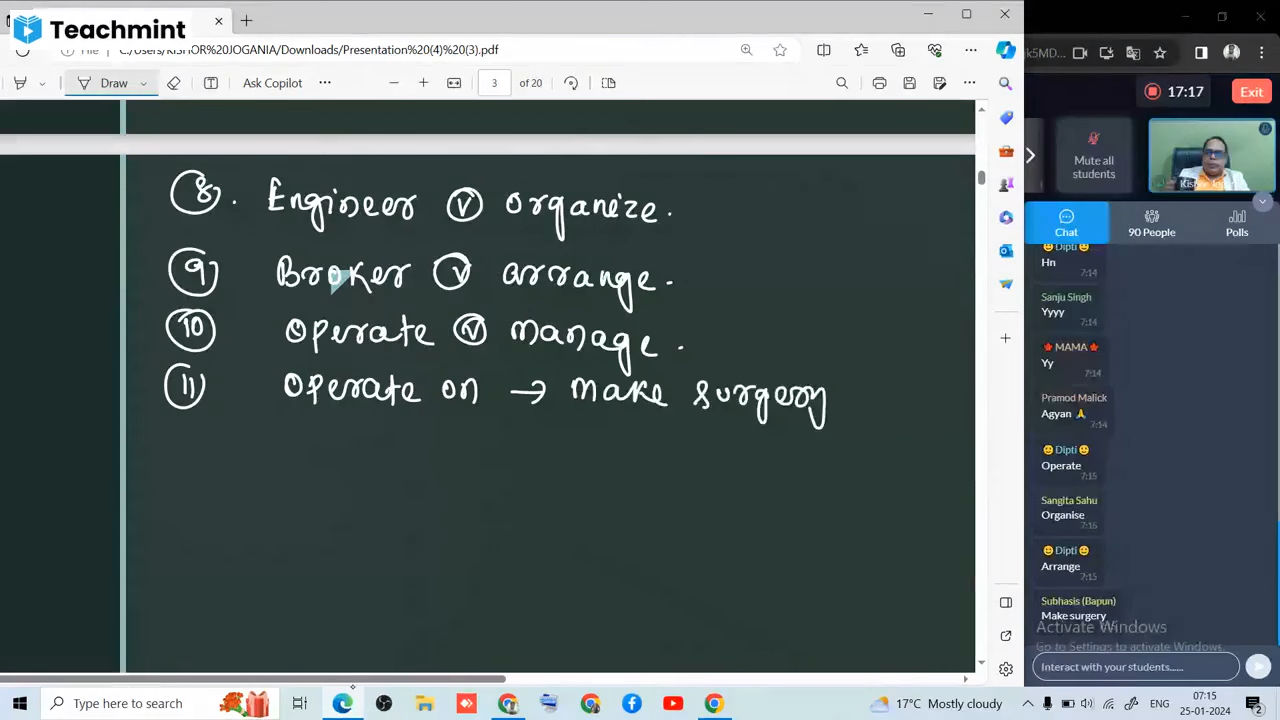 Teachmint
File C:/Users/KISHOR%20JOGANIA/Downloads/Presentation%20(4)%20(3).pdf
Draw Ask Copilot 3 of 20
17:17 Exit
Mute all students
Chat 90 People Polls
8. Engineer (v) organize.
9 Broker (v) arrange.
10 Operate (v) manage.
11 Operate on → Make surgery
Dipti
Hn
7:14
Sanju Singh
Yyyy
7:14
MAMA
Yy
7:14
Pramod Malick
Agyan 🙏
7:14
Dipti
Operate
7:15
Sangita Sahu
Organise
7:15
Dipti
Arrange
7:15
Subhasis (Bapun)
Make surgery
Activate Windows
Go to Settings to activate Windows.
Interact with your students......
Type here to search
17°C Mostly cloudy
ENG
07:15
25-01-2024
2